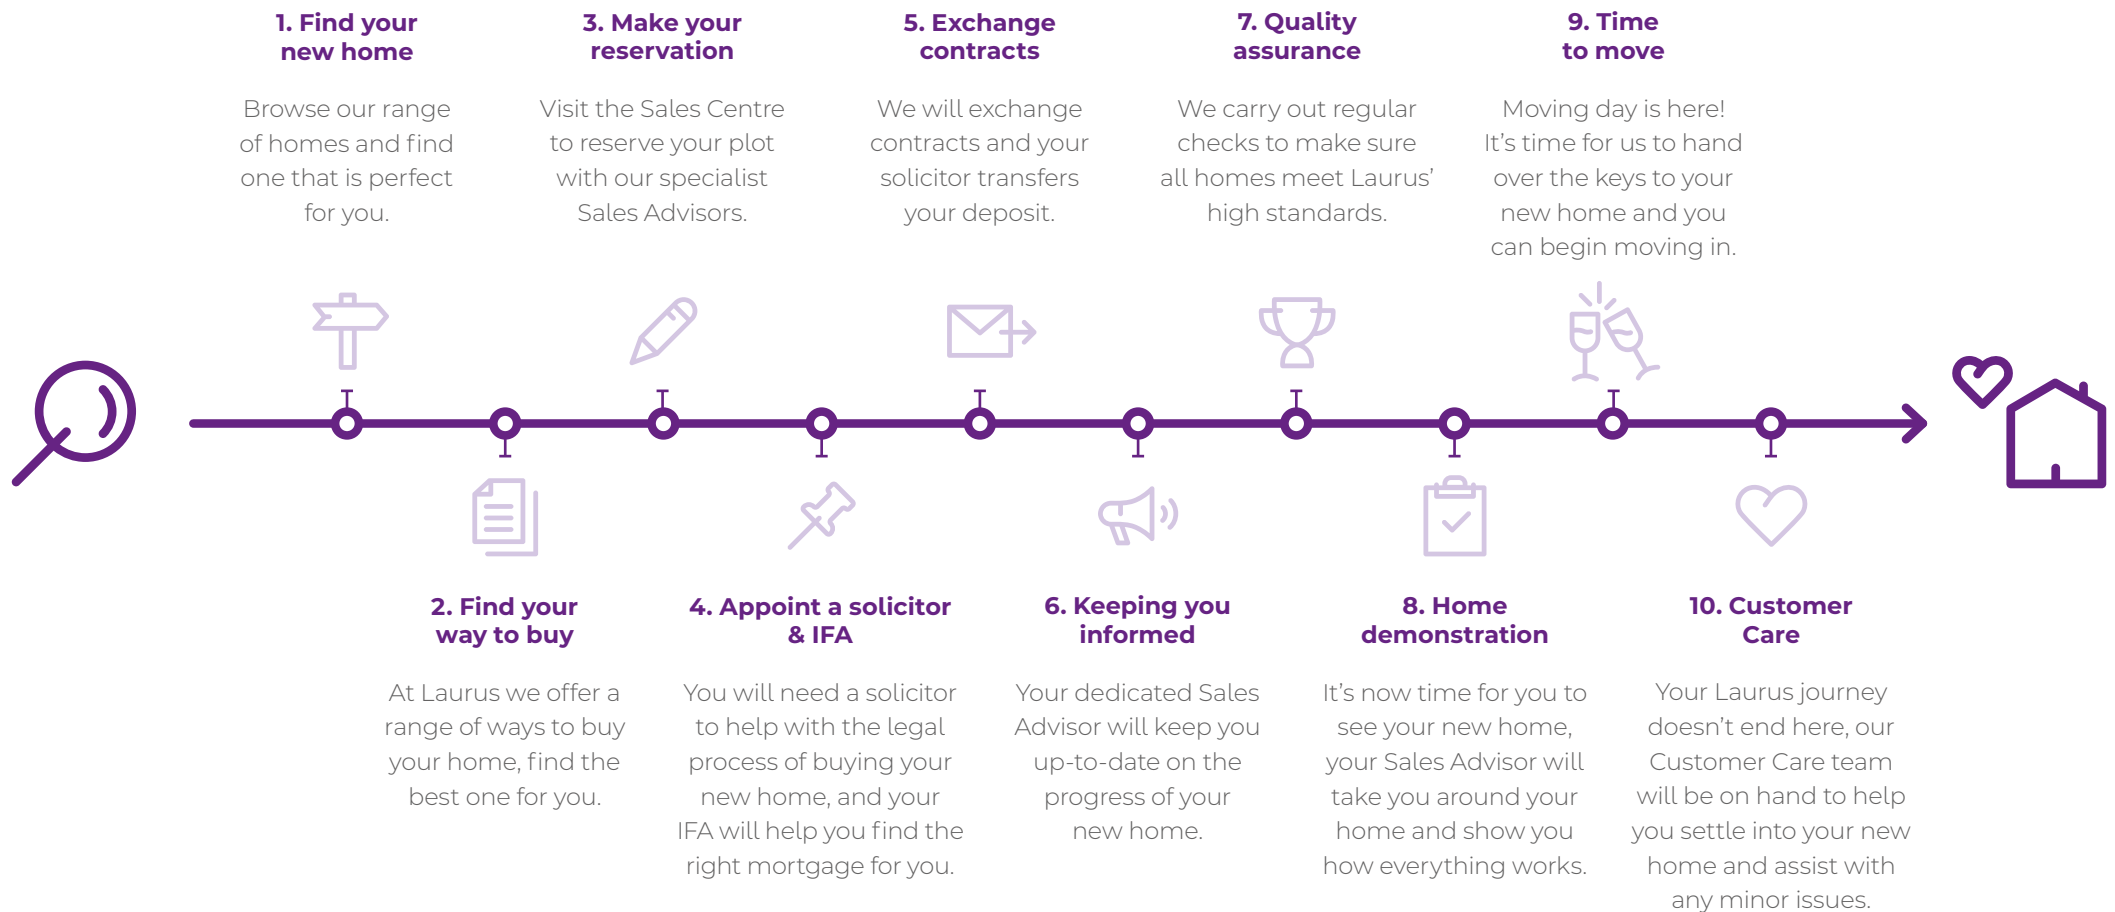 1. Find your
new home
Browse our range
of homes and find
one that is perfect
for you.
2. Find your
way to buy
At Laurus we offer a
range of ways to buy
your home, find the
best one for you.
3. Make your
reservation
Visit the Sales Centre
to reserve your plot
with our specialist
Sales Advisors.
4. Appoint a solicitor
& IFA
You will need a solicitor
to help with the legal
process of buying your
new home, and your
IFA will help you find the
right mortgage for you.
5. Exchange
contracts
We will exchange
contracts and your
solicitor transfers
your deposit.
6. Keeping you
informed
Your dedicated Sales
Advisor will keep you
up-to-date on the
progress of your
new home.
7. Quality
assurance
We carry out regular
checks to make sure
all homes meet Laurus’
high standards.
8. Home
demonstration
It’s now time for you to
see your new home,
your Sales Advisor will
take you around your
home and show you
how everything works.
9. Time
to move
Moving day is here!
It’s time for us to hand
over the keys to your
new home and you
can begin moving in.
10. Customer
Care
Your Laurus journey
doesn’t end here, our
Customer Care team
will be on hand to help
you settle into your new
home and assist with
any minor issues.